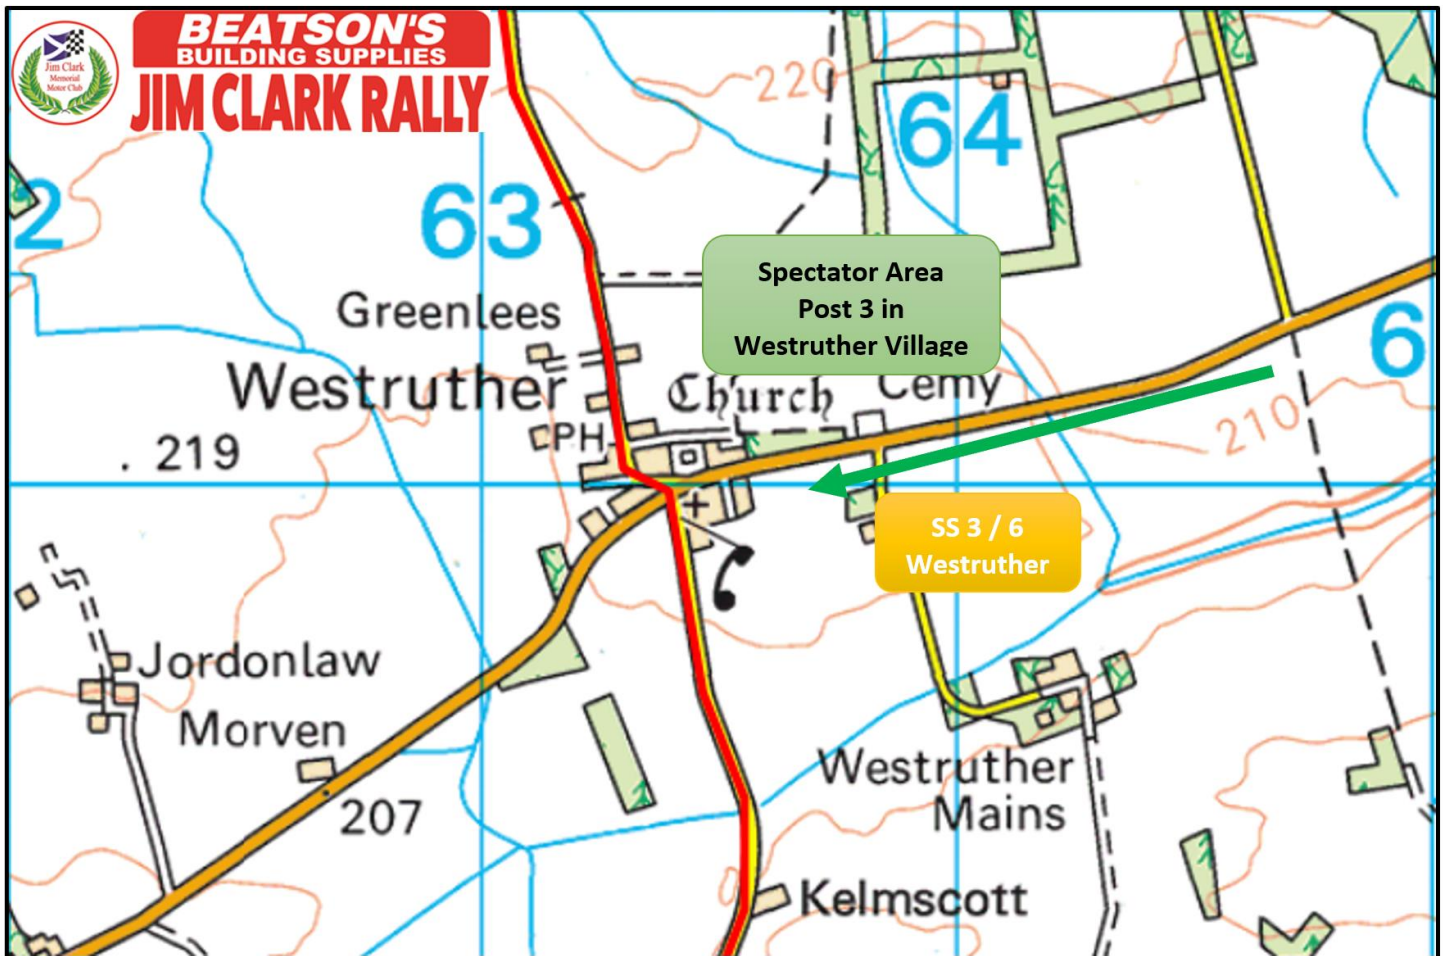 BEATSON'S
BUILDING SUPPLIES
JIM CLARK RALLY
Jim Clark
Memorial
Motor Club
220
64
63
2
Spectator Area
Post 3 in
Westruther Village
Greenlees
6
Westruther
Church
Cemy
PH
210
. 219
SS 3 / 6
Westruther
Jordonlaw
Morven
207
Westruther
Mains
Kelmscott